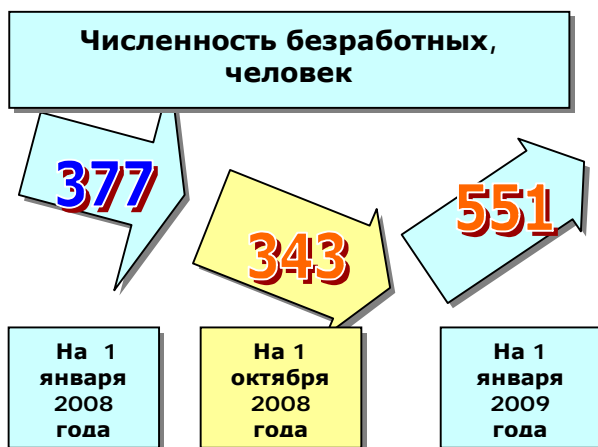 Численность безработных,
человек
377
343
551
На 1
января
2008
года
На 1
октября
2008
года
На 1
января
2009
года